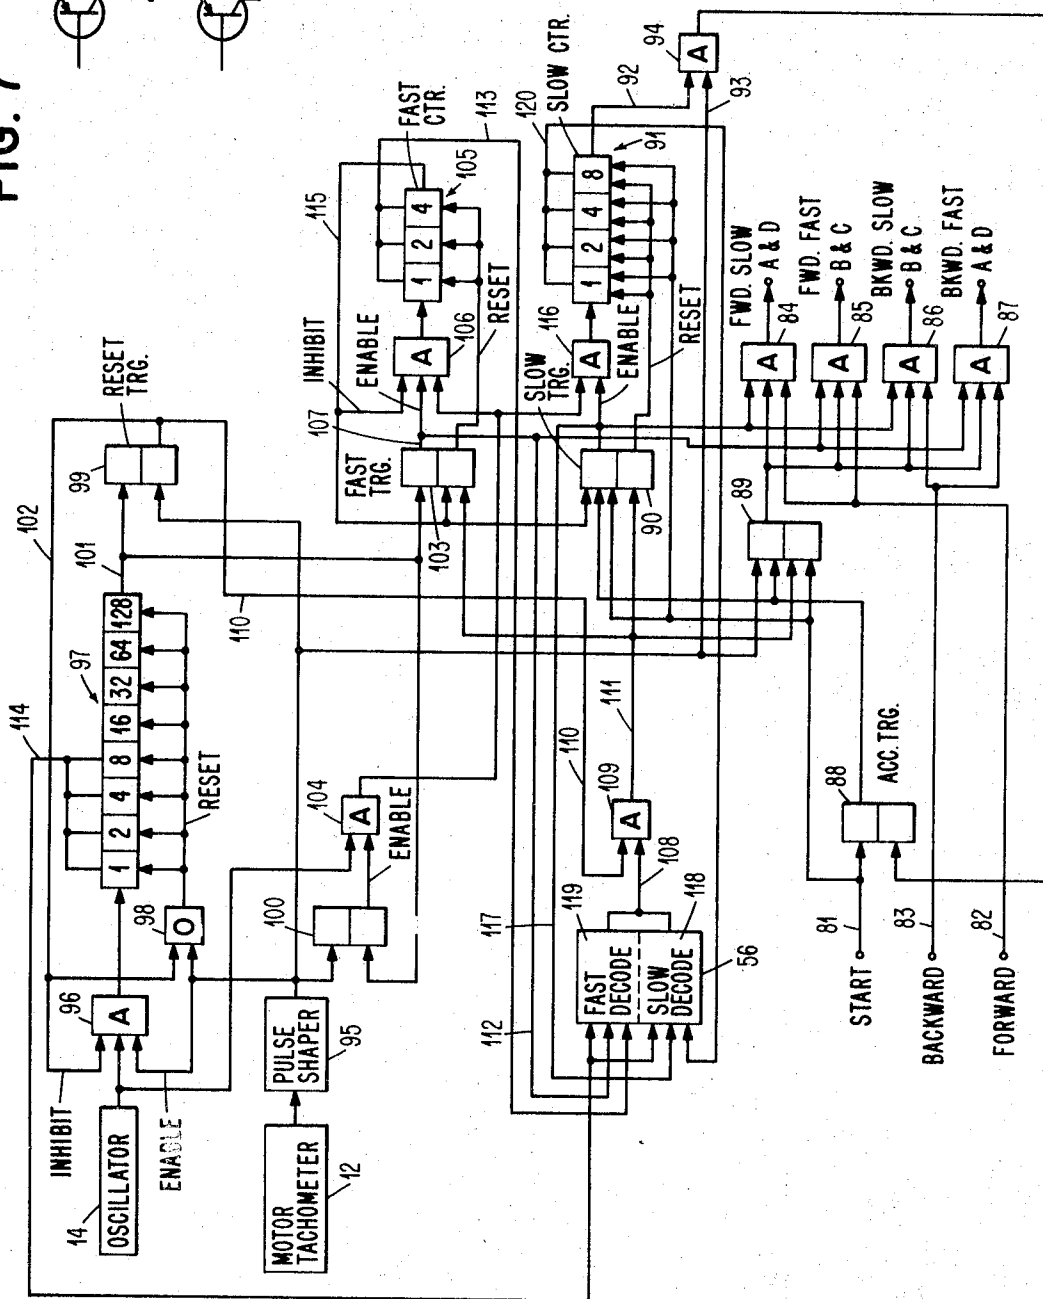 FIG. 7
114
97
102
101
99
RESET
TRG.
INHIBIT
96
A
98
O
1 2 4 8 16 32 64 128
RESET
110
14
OSCILLATOR
ENABLE
MOTOR
TACHOMETER
12
PULSE
SHAPER
95
100
104
A
ENABLE
FAST
TRG.
103
107
INHIBIT
ENABLE
115
A
106
1 2 4
FAST
CTR.
105
RESET
113
112
117
119
FAST
DECODE
SLOW
DECODE
118
56
108
109
A
110
111
90
SLOW
TRG.
116
A
ENABLE
RESET
1 2 4 8
120
SLOW CTR.
91
92
A
94
93
START
81
BACKWARD
83
FORWARD
82
88
ACC.TRG.
89
A
84
FWD. SLOW
A & D
A
85
FWD. FAST
B & C
A
86
BKWD. SLOW
B & C
A
87
BKWD. FAST
A & D